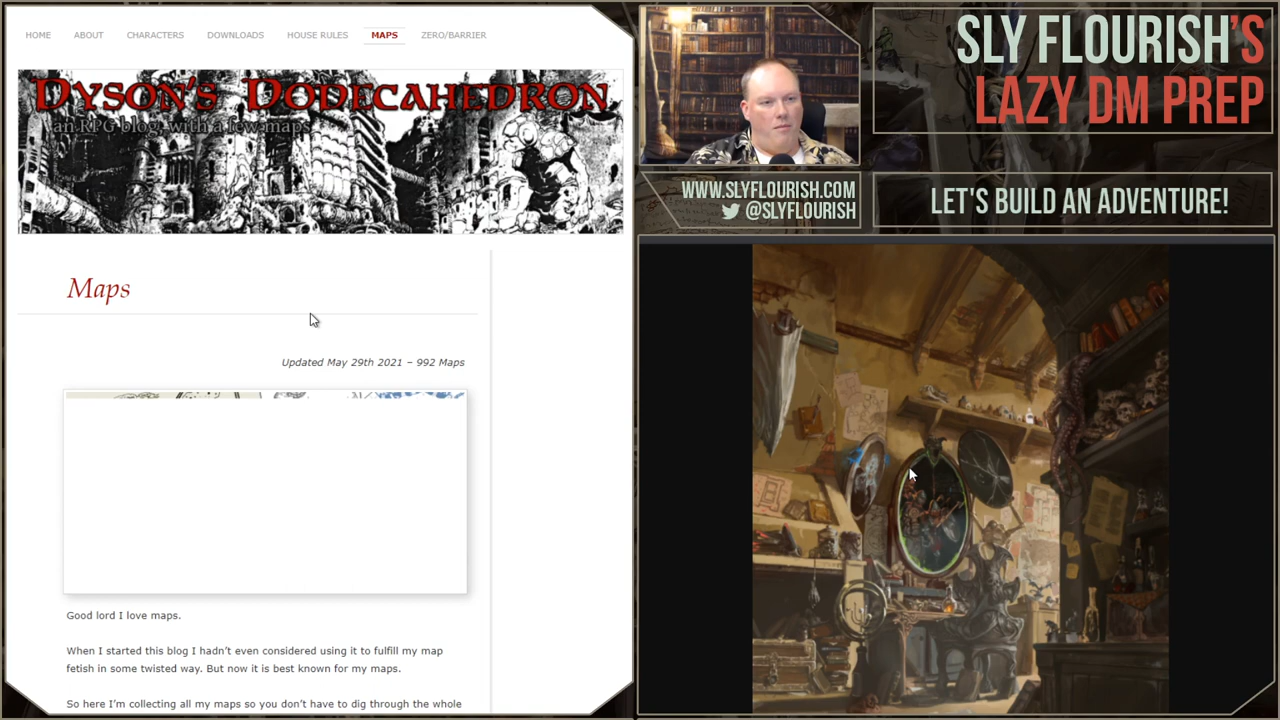 HOME ABOUT CHARACTERS DOWNLOADS HOUSE RULES MAPS ZERO/BARRIER
Dyson's Dodecahedron
an RPG blog, with a few maps
Maps
Updated May 29th 2021 – 992 Maps
Good lord I love maps.
When I started this blog I hadn't even considered using it to fulfill my map
fetish in some twisted way. But now it is best known for my maps.
So here I'm collecting all my maps so you don't have to dig through the whole
WWW.SLYFLOURISH.COM
@SLYFLOURISH
SLY FLOURISH'S
LAZY DM PREP
LET'S BUILD AN ADVENTURE!